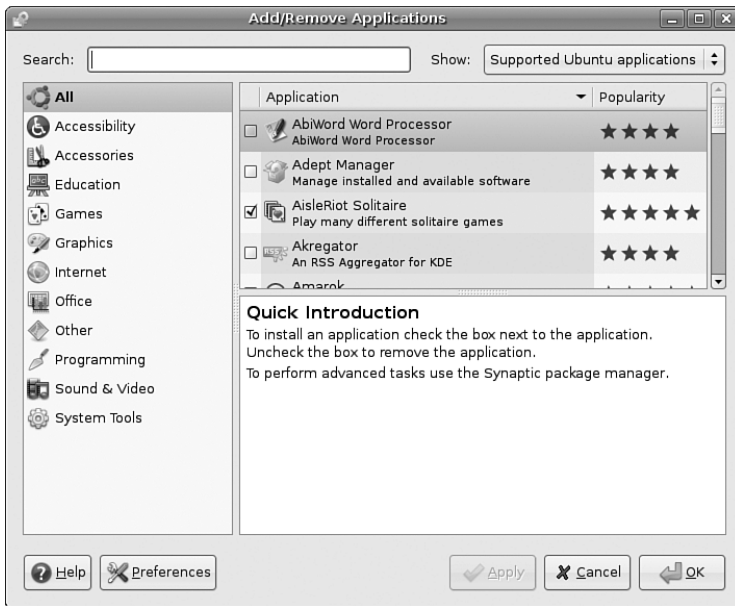 Add/Remove Applications
Search:
Show: Supported Ubuntu applications
All
Accessibility
Accessories
Education
Games
Graphics
Internet
Office
Other
Programming
Sound & Video
System Tools
Application Popularity
AbiWord Word Processor
AbiWord Word Processor
Adept Manager
Manage installed and available software
AisleRiot Solitaire
Play many different solitaire games
Akregator
An RSS Aggregator for KDE
Amarok
Quick Introduction
To install an application check the box next to the application.
Uncheck the box to remove the application.
To perform advanced tasks use the Synaptic package manager.
Help Preferences Apply Cancel OK